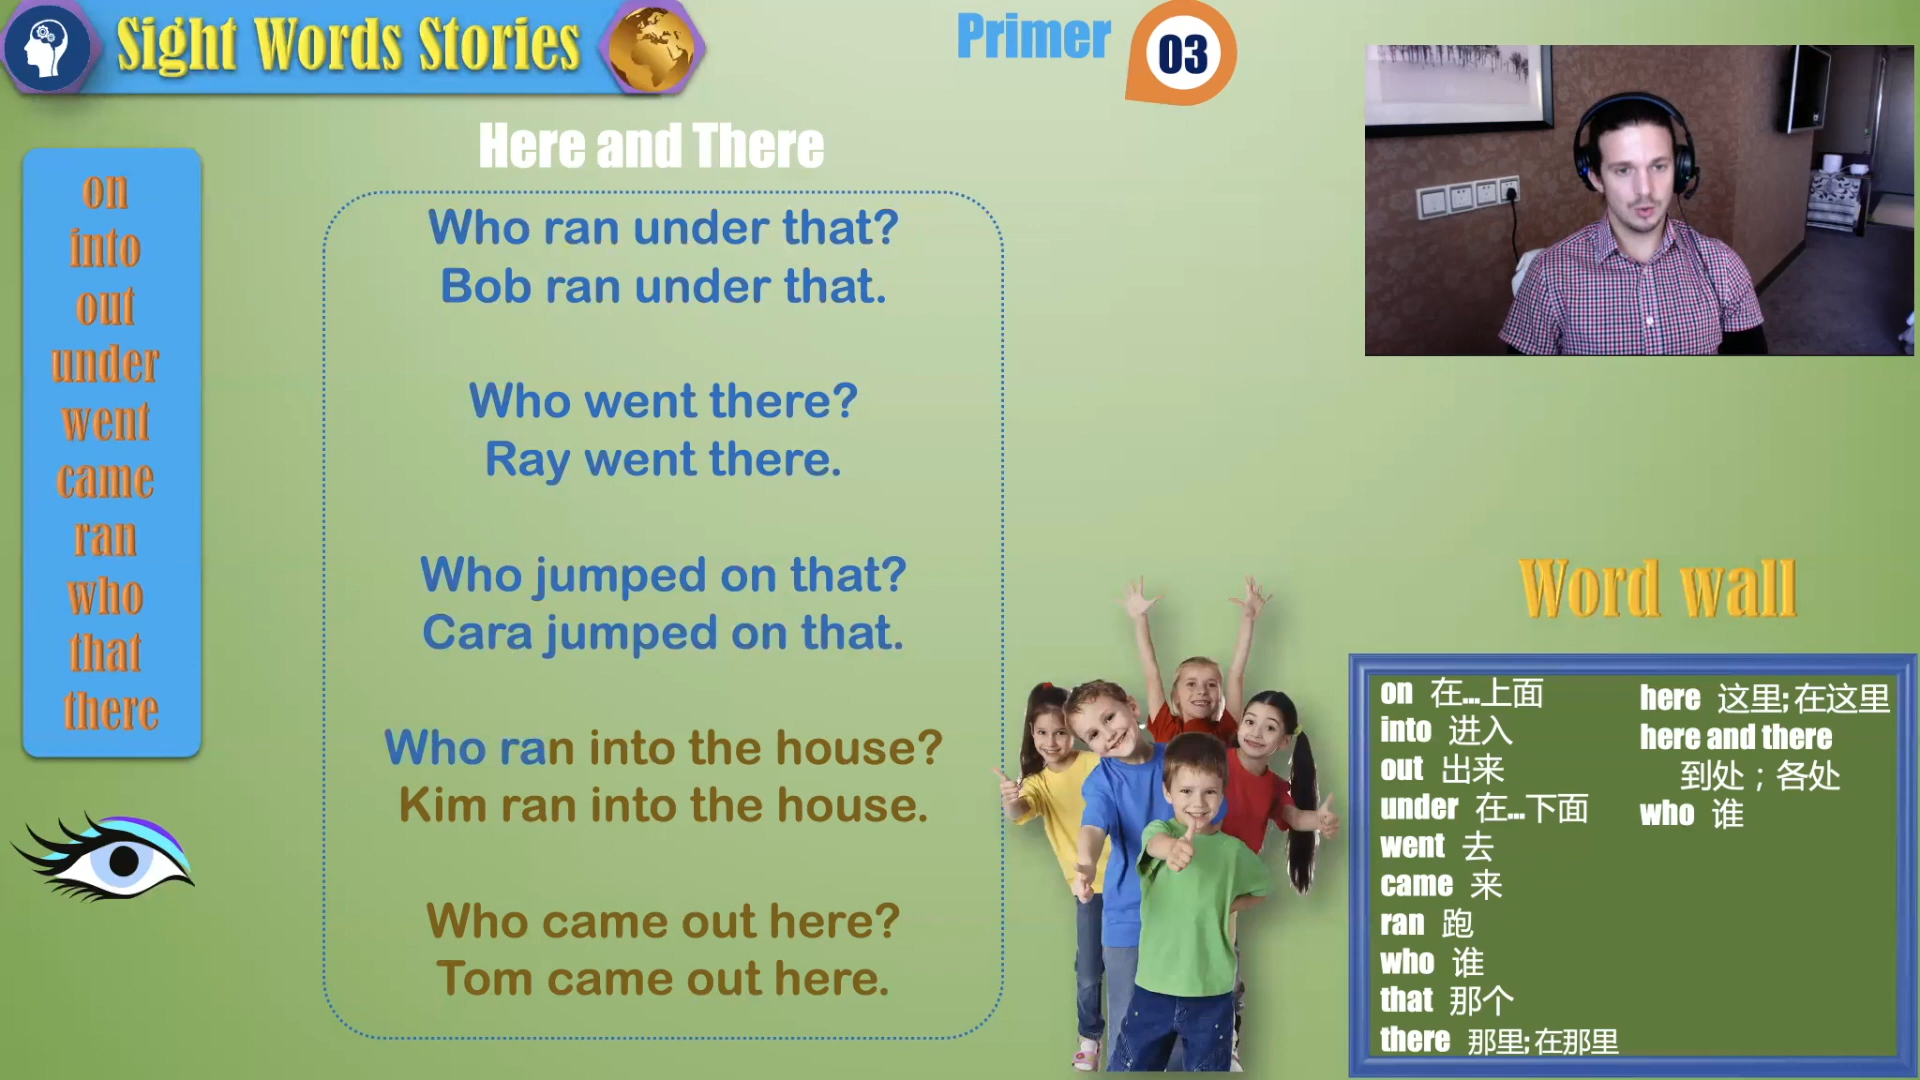 Sight Words Stories
Primer
03
Here and There
on
into
out
under
went
came
ran
who
that
there
Who ran under that?
Bob ran under that.
Who went there?
Ray went there.
Who jumped on that?
Cara jumped on that.
Who ran into the house?
Kim ran into the house.
Who came out here?
Tom came out here.
Word wall
on 在...上面
into 进入
out 出来
under 在...下面
went 去
came 来
ran 跑
who 谁
that 那个
there 那里;在那里
here 这里;在这里
here and there
到处；各处
who 谁